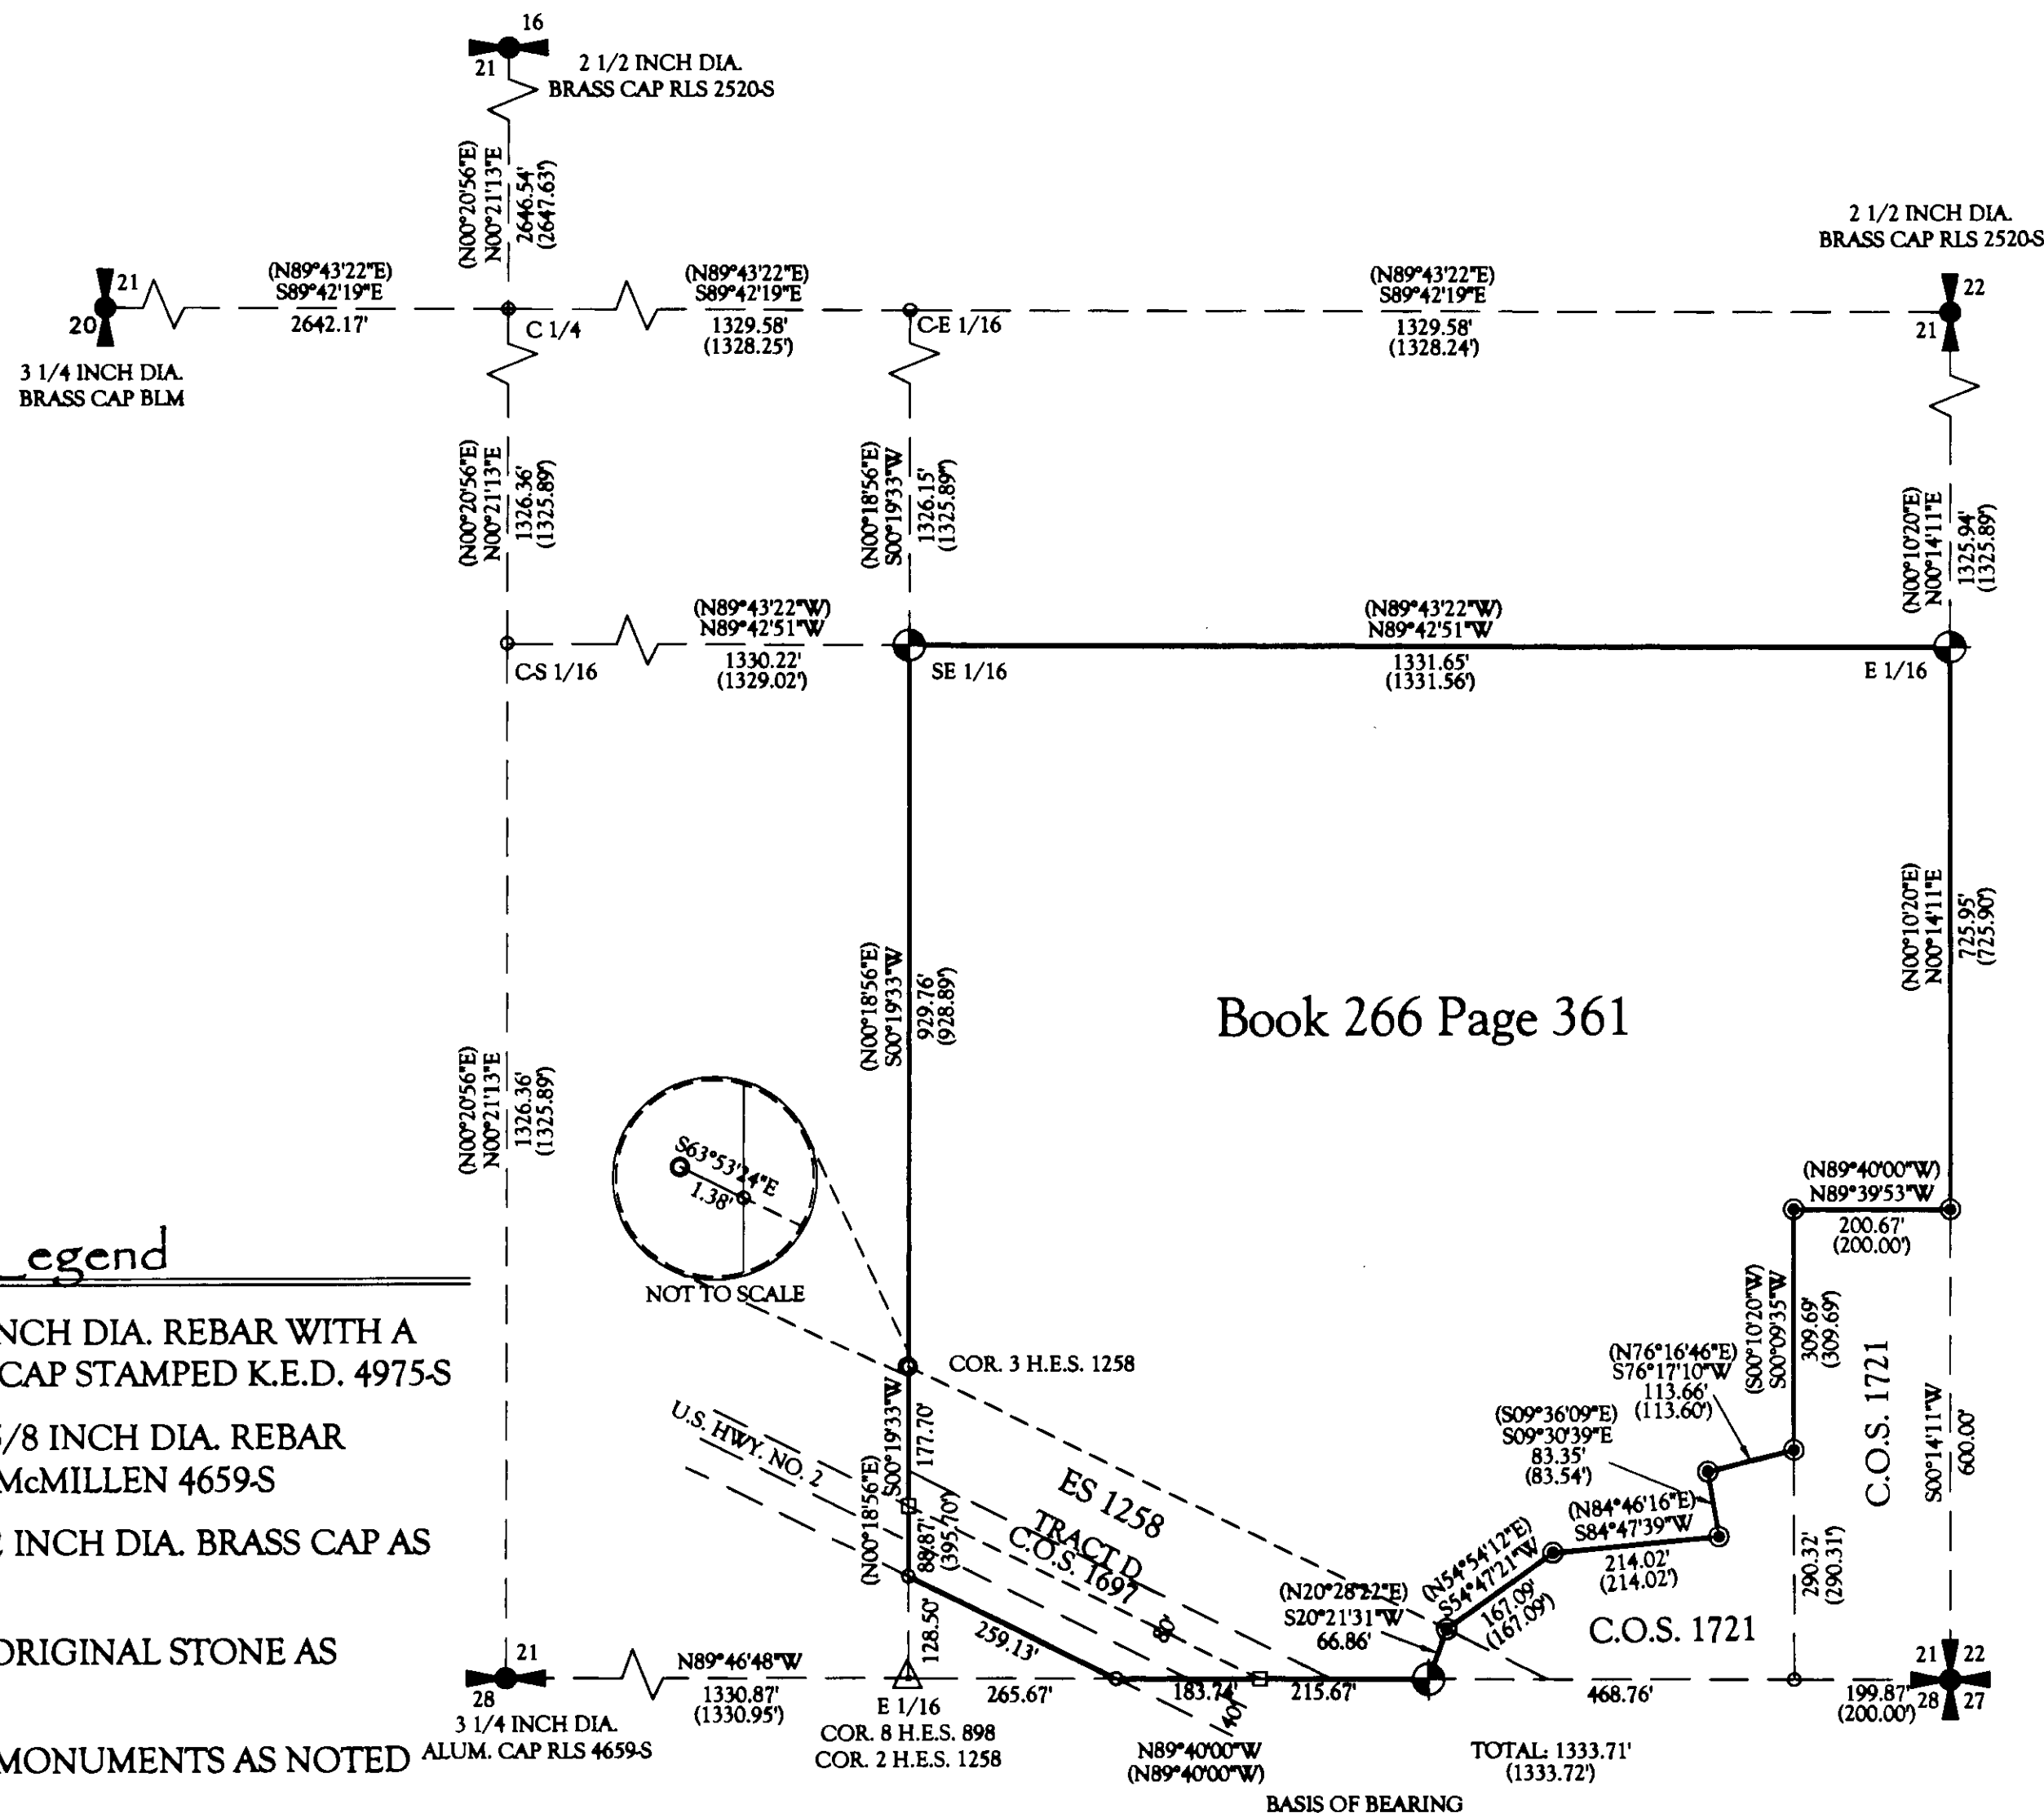 16
21
2 1/2 INCH DIA.
BRASS CAP RLS 2520-S
(N00°20'56"E)
N00°21'13"E
2646.54'
(2647.63')
2 1/2 INCH DIA.
BRASS CAP RLS 2520-S
21
20
3 1/4 INCH DIA.
BRASS CAP BLM
(N89°43'22"E)
S89°42'19"E
2642.17'
C 1/4
(N89°43'22"E)
S89°42'19"E
1329.58'
(1328.25')
C-E 1/16
(N89°43'22"E)
S89°42'19"E
1329.58'
(1328.24')
22
21
(N00°20'56"E)
N00°21'13"E
1326.36'
(1325.89')
(N00°18'56"E)
S00°19'33"W
1326.15'
(1325.89")
(N00°10'20"E)
N00°14'11"E
1325.94'
(1325.89')
(N89°43'22"W)
N89°42'51"W
1330.22'
(1329.02')
C-S 1/16
SE 1/16
(N89°43'22"W)
N89°42'51"W
1331.65'
(1331.56')
E 1/16
(N00°18'56"E)
S00°19'33"W
929.76'
(928.89')
Book 266 Page 361
(N00°10'20"E)
N00°14'11"E
725.95'
(725.90')
(N00°20'56"E)
N00°21'13"E
1326.36'
(1325.89')
S63°53'24"E
1.38'
NOT TO SCALE
(N89°40'00"W)
N89°39'53"W
200.67'
(200.00')
egend
INCH DIA. REBAR WITH A
CAP STAMPED K.E.D. 4975-S
5/8 INCH DIA. REBAR
McMILLEN 4659-S
2 INCH DIA. BRASS CAP AS
ORIGINAL STONE AS
MONUMENTS AS NOTED
COR. 3 H.E.S. 1258
U.S. HWY. NO. 2
S00°19'33"W
177.70'
(N00°18'56"E)
88.87'
(395.70')
128.50'
ES 1258
TRACT D
C.O.S. 1697
80'
40'
(S00°10'20"W)
S00°09'35"W
309.69'
(309.69')
(N76°16'46"E)
S76°17'10"W
113.66'
(113.60')
(S09°36'09"E)
S09°30'39"E
83.35'
(83.54')
(N84°46'16"E)
S84°47'39"W
214.02'
(214.02')
(N54°54'12"E)
S54°47'21"W
167.09'
(167.09')
(N20°28'22"E)
S20°21'31"W
66.86'
C.O.S. 1721
C.O.S. 1721
S00°14'11"W
600.00'
290.32'
(290.31')
259.13'
21
28
3 1/4 INCH DIA.
ALUM. CAP RLS 4659-S
N89°46'48"W
1330.87'
(1330.95')
E 1/16
COR. 8 H.E.S. 898
COR. 2 H.E.S. 1258
265.67'
183.74'
215.67'
468.76'
199.87'
(200.00')
21
22
28
27
N89°40'00"W
(N89°40'00"W)
TOTAL: 1333.71'
(1333.72')
BASIS OF BEARING